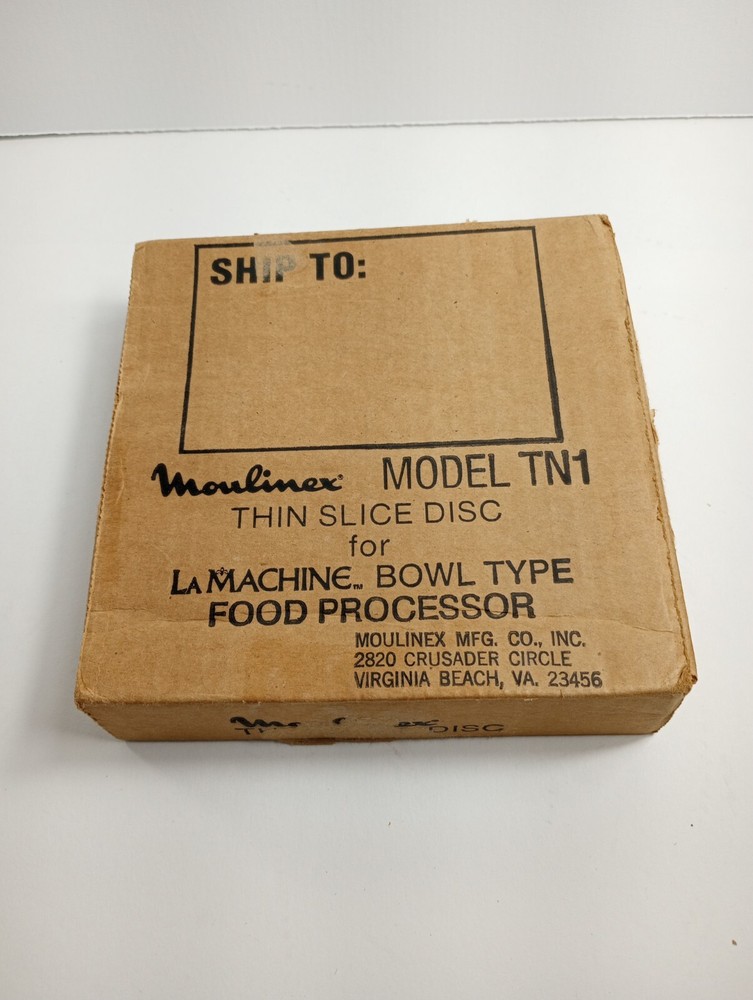 SHIP TO:
Moulinex® MODEL TN1
THIN SLICE DISC
for
LA MACHINE™ BOWL TYPE
FOOD PROCESSOR
MOULINEX MFG. CO., INC.
2820 CRUSADER CIRCLE
VIRGINIA BEACH, VA. 23456
DISC